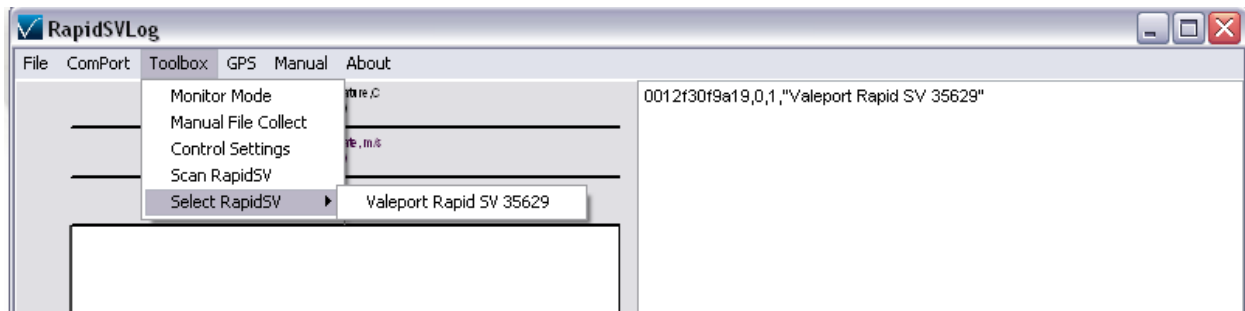 RapidSVLog
File ComPort Toolbox GPS Manual About
Monitor Mode
Manual File Collect
Control Settings
Scan RapidSV
Select RapidSV
Valeport Rapid SV 35629
0012f30f9a19,0,1,"Valeport Rapid SV 35629"